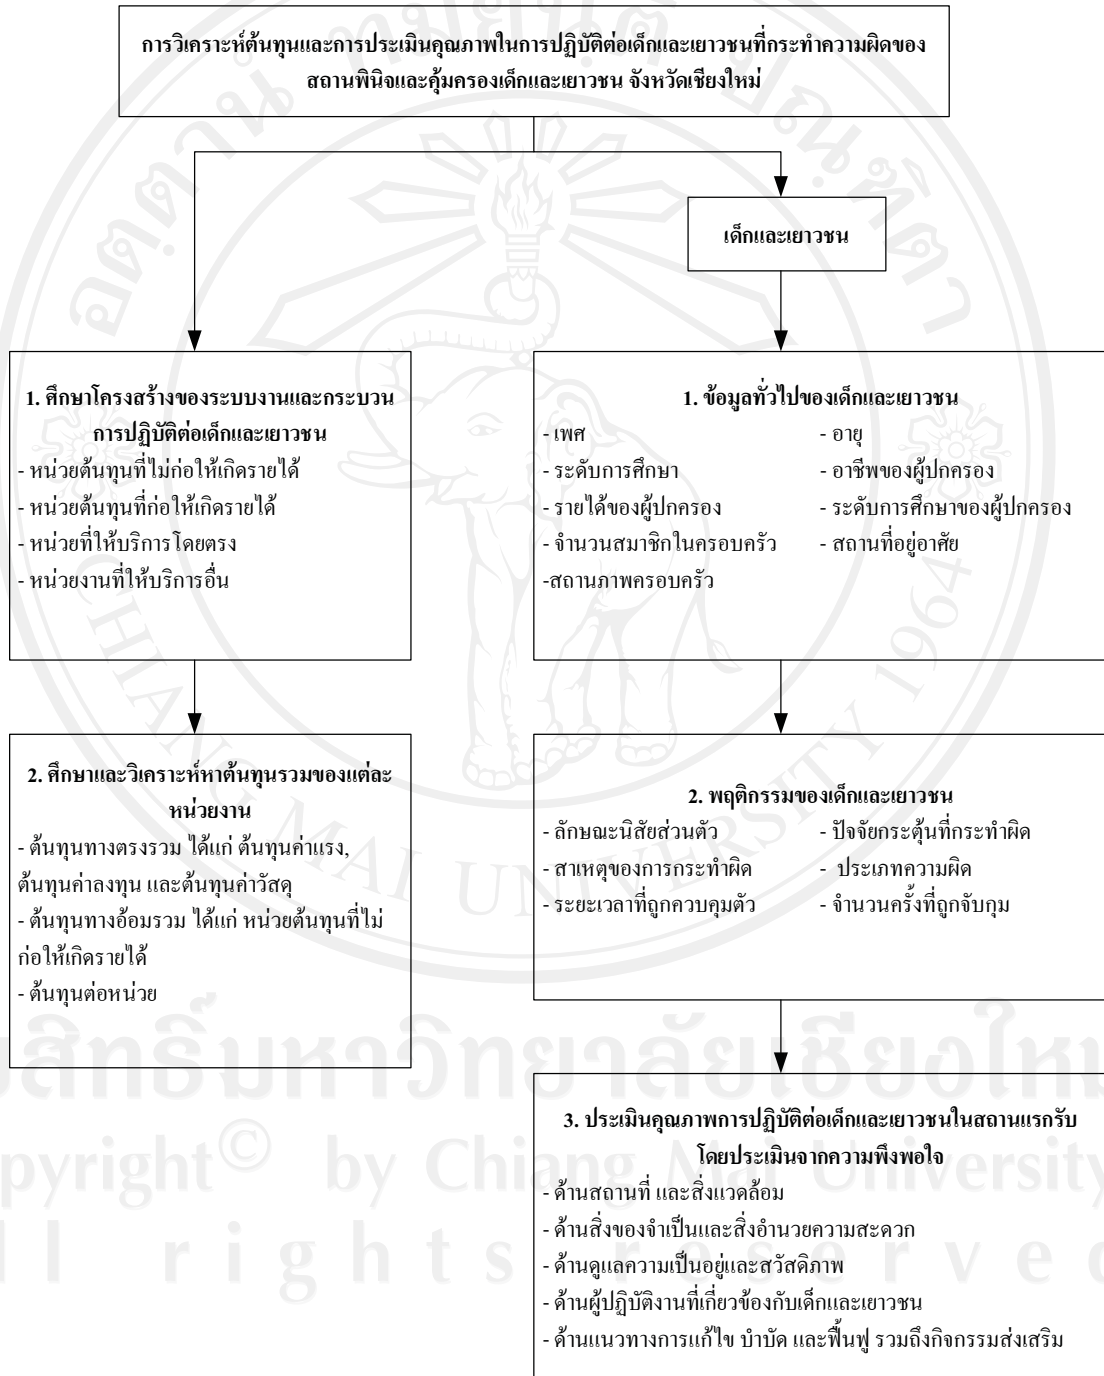 การวิเคราะห์ต้นทุนและการประเมินคุณภาพในการปฏิบัติต่อเด็กและเยาวชนที่กระทำความผิดของ
สถานพินิจและคุ้มครองเด็กและเยาวชน จังหวัดเชียงใหม่
เด็กและเยาวชน
1. ศึกษาโครงสร้างของระบบงานและกระบวน
การปฏิบัติต่อเด็กและเยาวชน
- หน่วยต้นทุนที่ไม่ก่อให้เกิดรายได้
- หน่วยต้นทุนที่ก่อให้เกิดรายได้
- หน่วยที่ให้บริการโดยตรง
- หน่วยงานที่ให้บริการอื่น
1. ข้อมูลทั่วไปของเด็กและเยาวชน
- เพศ - อายุ
- ระดับการศึกษา - อาชีพของผู้ปกครอง
- รายได้ของผู้ปกครอง - ระดับการศึกษาของผู้ปกครอง
- จำนวนสมาชิกในครอบครัว - สถานที่อยู่อาศัย
-สถานภาพครอบครัว
2. ศึกษาและวิเคราะห์หาต้นทุนรวมของแต่ละ
หน่วยงาน
- ต้นทุนทางตรงรวม ได้แก่ ต้นทุนค่าแรง,
ต้นทุนค่าลงทุน และต้นทุนค่าวัสดุ
- ต้นทุนทางอ้อมรวม ได้แก่ หน่วยต้นทุนที่ไม่
ก่อให้เกิดรายได้
- ต้นทุนต่อหน่วย
2. พฤติกรรมของเด็กและเยาวชน
- ลักษณะนิสัยส่วนตัว - ปัจจัยกระตุ้นที่กระทำผิด
- สาเหตุของการกระทำผิด - ประเภทความผิด
- ระยะเวลาที่ถูกควบคุมตัว - จำนวนครั้งที่ถูกจับกุม
3. ประเมินคุณภาพการปฏิบัติต่อเด็กและเยาวชนในสถานแรกรับ
โดยประเมินจากความพึงพอใจ
- ด้านสถานที่ และสิ่งแวดล้อม
- ด้านสิ่งของจำเป็นและสิ่งอำนวยความสะดวก
- ด้านดูแลความเป็นอยู่และสวัสดิภาพ
- ด้านผู้ปฏิบัติงานที่เกี่ยวข้องกับเด็กและเยาวชน
- ด้านแนวทางการแก้ไข บำบัด และฟื้นฟู รวมถึงกิจกรรมส่งเสริม
CHIANG MAI UNIVERSITY 1964
สิทธิ์มหาวิทยาลัยเชียงให
pyright© by Chiang Mai University
ll rights reserved